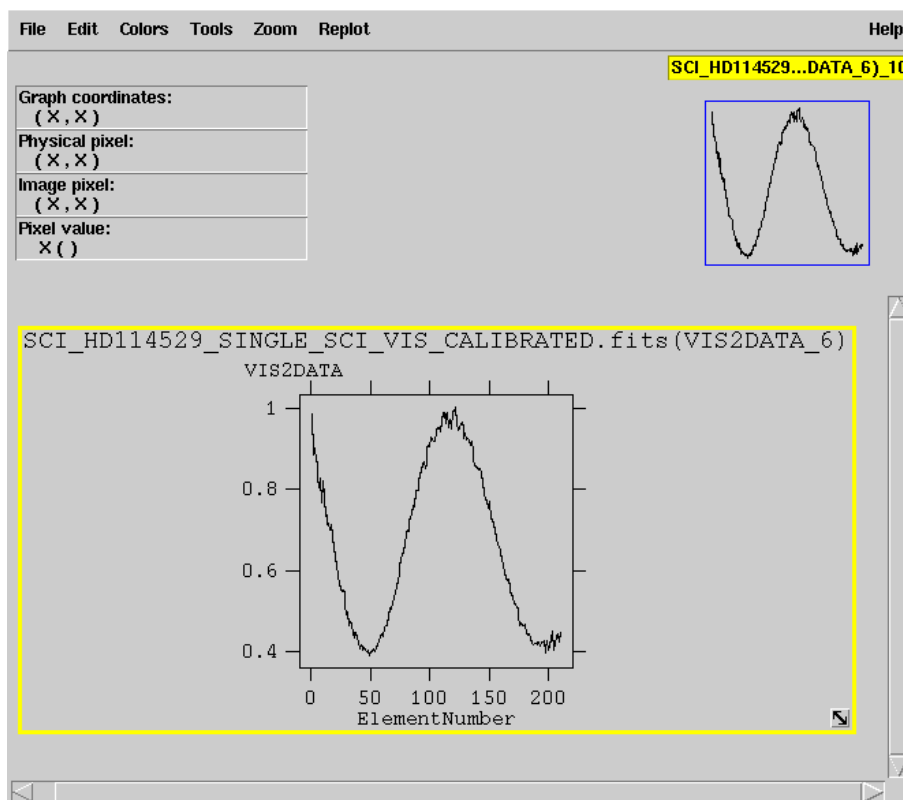 File Edit Colors Tools Zoom Replot Help
SCI_HD114529...DATA_6)_10
Graph coordinates:
(X,X)
Physical pixel:
(X,X)
Image pixel:
(X,X)
Pixel value:
X()
SCI_HD114529_SINGLE_SCI_VIS_CALIBRATED.fits(VIS2DATA_6)
VIS2DATA
1
0.8
0.6
0.4
0 50 100 150 200
ElementNumber